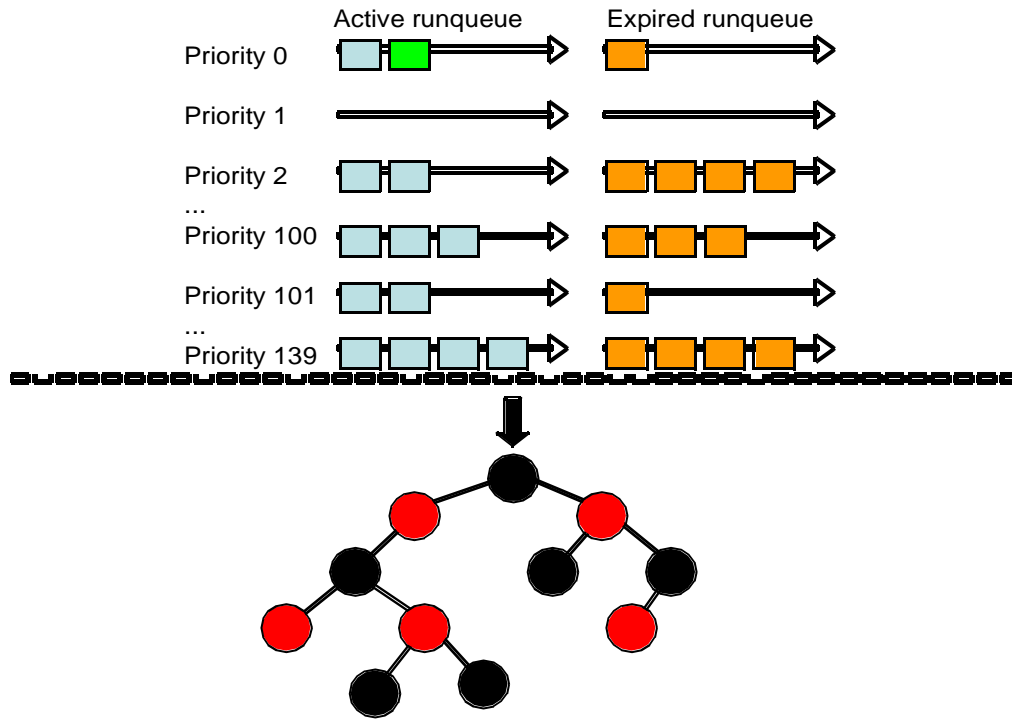 Active runqueue Expired runqueue
Priority 0
Priority 1
Priority 2
...
Priority 100
Priority 101
...
Priority 139